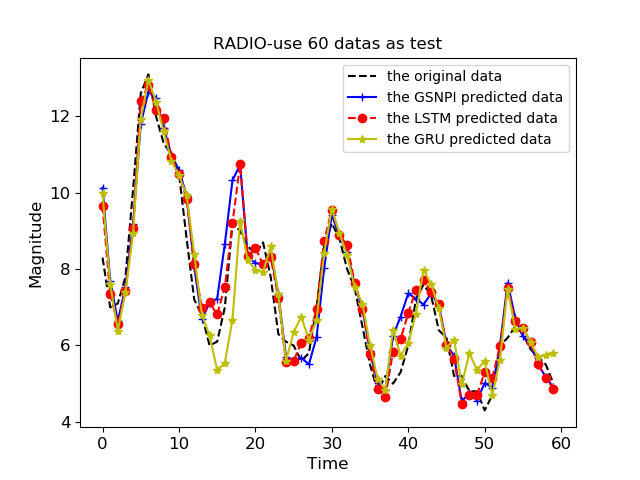 RADIO-use 60 datas as test
the original data
the GSNPI predicted data
the LSTM predicted data
the GRU predicted data
Magnitude
12
10
8
6
4
0 10 20 30 40 50 60
Time